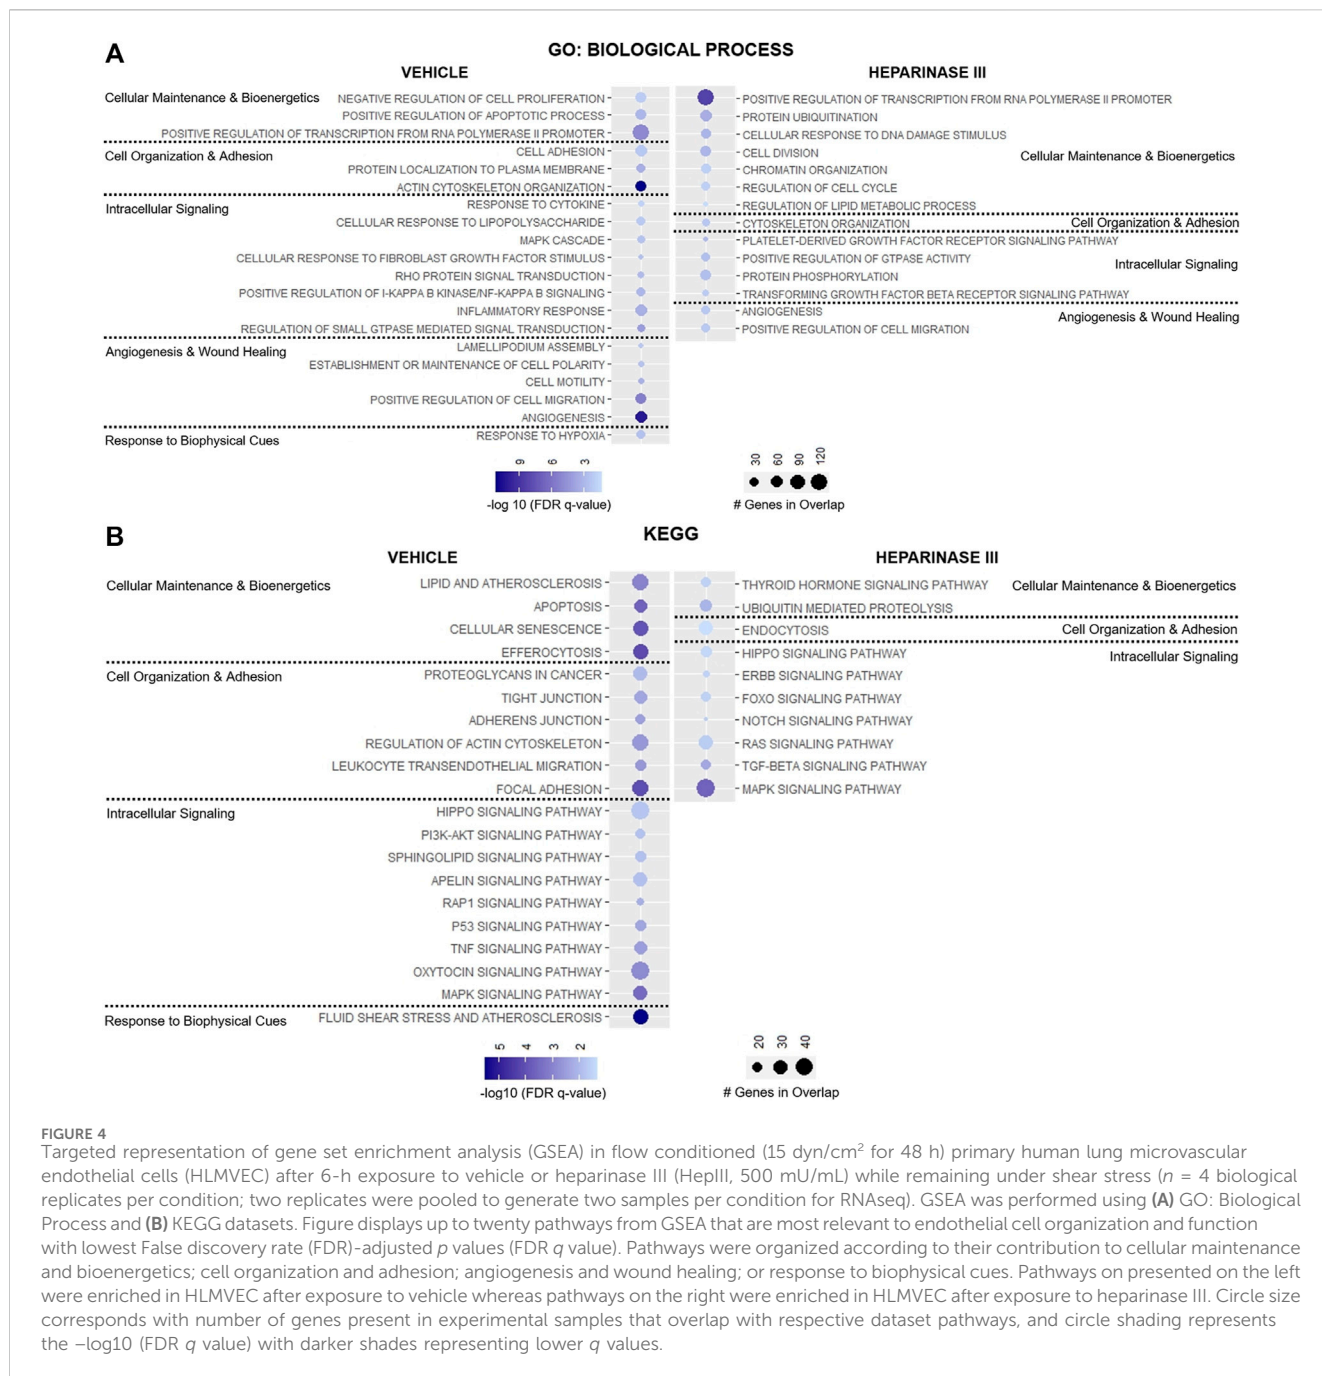 A
GO: BIOLOGICAL PROCESS
VEHICLE
Cellular Maintenance & Bioenergetics
NEGATIVE REGULATION OF CELL PROLIFERATION
POSITIVE REGULATION OF APOPTOTIC PROCESS
POSITIVE REGULATION OF TRANSCRIPTION FROM RNA POLYMERASE II PROMOTER
Cell Organization & Adhesion
CELL ADHESION
PROTEIN LOCALIZATION TO PLASMA MEMBRANE
ACTIN CYTOSKELETON ORGANIZATION
Intracellular Signaling
RESPONSE TO CYTOKINE
CELLULAR RESPONSE TO LIPOPOLYSACCHARIDE
MAPK CASCADE
CELLULAR RESPONSE TO FIBROBLAST GROWTH FACTOR STIMULUS
RHO PROTEIN SIGNAL TRANSDUCTION
POSITIVE REGULATION OF I-KAPPA B KINASE/NF-KAPPA B SIGNALING
INFLAMMATORY RESPONSE
REGULATION OF SMALL GTPASE MEDIATED SIGNAL TRANSDUCTION
Angiogenesis & Wound Healing
LAMELLIPODIUM ASSEMBLY
ESTABLISHMENT OR MAINTENANCE OF CELL POLARITY
CELL MOTILITY
POSITIVE REGULATION OF CELL MIGRATION
ANGIOGENESIS
Response to Biophysical Cues
RESPONSE TO HYPOXIA
HEPARINASE III
POSITIVE REGULATION OF TRANSCRIPTION FROM RNA POLYMERASE II PROMOTER
PROTEIN UBIQUITINATION
CELLULAR RESPONSE TO DNA DAMAGE STIMULUS
CELL DIVISION
Cellular Maintenance & Bioenergetics
CHROMATIN ORGANIZATION
REGULATION OF CELL CYCLE
REGULATION OF LIPID METABOLIC PROCESS
CYTOSKELETON ORGANIZATION
Cell Organization & Adhesion
PLATELET-DERIVED GROWTH FACTOR RECEPTOR SIGNALING PATHWAY
POSITIVE REGULATION OF GTPASE ACTIVITY
Intracellular Signaling
PROTEIN PHOSPHORYLATION
TRANSFORMING GROWTH FACTOR BETA RECEPTOR SIGNALING PATHWAY
ANGIOGENESIS
Angiogenesis & Wound Healing
POSITIVE REGULATION OF CELL MIGRATION
9 6 3
-log 10 (FDR q-value)
30 60 90 120
# Genes in Overlap
B
KEGG
VEHICLE
Cellular Maintenance & Bioenergetics
LIPID AND ATHEROSCLEROSIS
APOPTOSIS
CELLULAR SENESCENCE
EFFEROCYTOSIS
Cell Organization & Adhesion
PROTEOGLYCANS IN CANCER
TIGHT JUNCTION
ADHERENS JUNCTION
REGULATION OF ACTIN CYTOSKELETON
LEUKOCYTE TRANSENDOTHELIAL MIGRATION
FOCAL ADHESION
Intracellular Signaling
HIPPO SIGNALING PATHWAY
PI3K-AKT SIGNALING PATHWAY
SPHINGOLIPID SIGNALING PATHWAY
APELIN SIGNALING PATHWAY
RAP1 SIGNALING PATHWAY
P53 SIGNALING PATHWAY
TNF SIGNALING PATHWAY
OXYTOCIN SIGNALING PATHWAY
MAPK SIGNALING PATHWAY
Response to Biophysical Cues
FLUID SHEAR STRESS AND ATHEROSCLEROSIS
HEPARINASE III
THYROID HORMONE SIGNALING PATHWAY
Cellular Maintenance & Bioenergetics
UBIQUITIN MEDIATED PROTEOLYSIS
ENDOCYTOSIS
Cell Organization & Adhesion
HIPPO SIGNALING PATHWAY
Intracellular Signaling
ERBB SIGNALING PATHWAY
FOXO SIGNALING PATHWAY
NOTCH SIGNALING PATHWAY
RAS SIGNALING PATHWAY
TGF-BETA SIGNALING PATHWAY
MAPK SIGNALING PATHWAY
5 4 3 2
-log10 (FDR q-value)
20 30 40
# Genes in Overlap
FIGURE 4
Targeted representation of gene set enrichment analysis (GSEA) in flow conditioned (15 dyn/cm² for 48 h) primary human lung microvascular
endothelial cells (HLMVEC) after 6-h exposure to vehicle or heparinase III (HepIII, 500 mU/mL) while remaining under shear stress (n = 4 biological
replicates per condition; two replicates were pooled to generate two samples per condition for RNAseq). GSEA was performed using (A) GO: Biological
Process and (B) KEGG datasets. Figure displays up to twenty pathways from GSEA that are most relevant to endothelial cell organization and function
with lowest False discovery rate (FDR)-adjusted p values (FDR q value). Pathways were organized according to their contribution to cellular maintenance
and bioenergetics; cell organization and adhesion; angiogenesis and wound healing; or response to biophysical cues. Pathways on presented on the left
were enriched in HLMVEC after exposure to vehicle whereas pathways on the right were enriched in HLMVEC after exposure to heparinase III. Circle size
corresponds with number of genes present in experimental samples that overlap with respective dataset pathways, and circle shading represents
the –log10 (FDR q value) with darker shades representing lower q values.